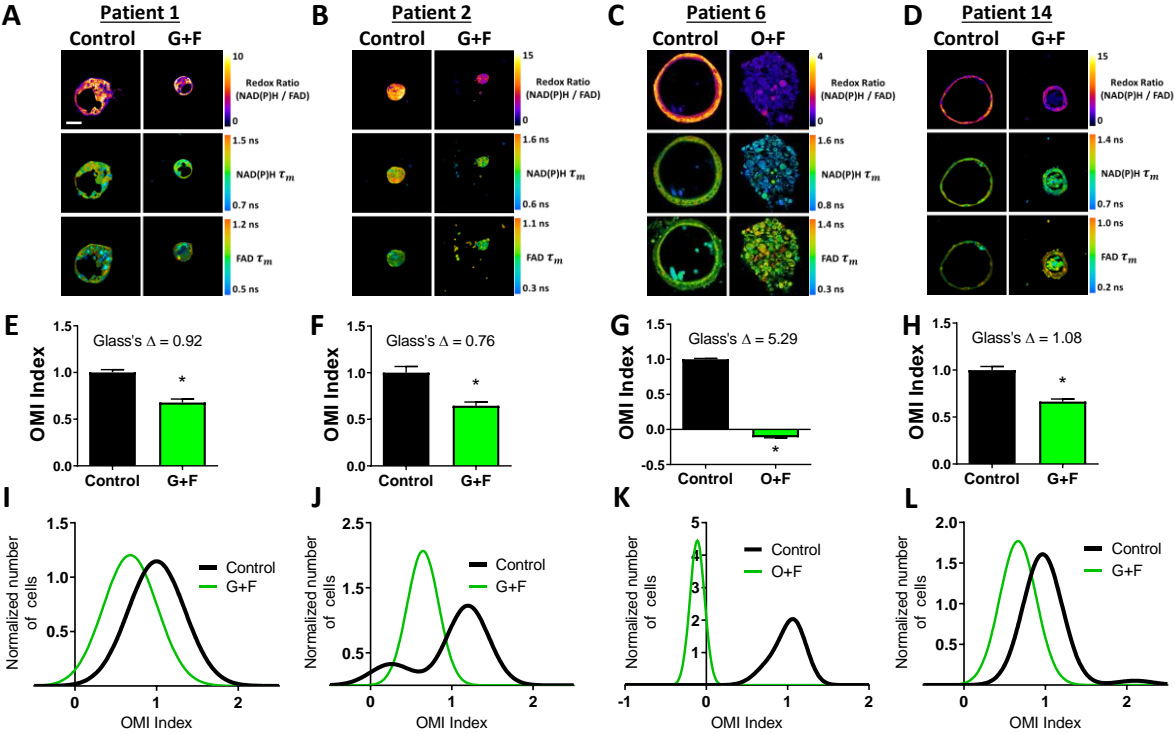 A
Patient 1
Control
G+F
10
Redox Ratio
(NAD(P)H / FAD)
0
1.5 ns
NAD(P)H τm
0.7 ns
1.2 ns
FAD τm
0.5 ns
B
Patient 2
Control
G+F
15
Redox Ratio
(NAD(P)H / FAD)
0
1.6 ns
NAD(P)H τm
0.6 ns
1.1 ns
FAD τm
0.3 ns
C
Patient 6
Control
O+F
4
Redox Ratio
(NAD(P)H / FAD)
0
1.6 ns
NAD(P)H τm
0.8 ns
1.4 ns
FAD τm
0.3 ns
D
Patient 14
Control
G+F
15
Redox Ratio
(NAD(P)H / FAD)
0
1.4 ns
NAD(P)H τm
0.7 ns
1.0 ns
FAD τm
0.2 ns
E
OMI Index
1.5
1.0
0.5
0.0
Glass's Δ = 0.92
*
Control
G+F
F
OMI Index
1.5
1.0
0.5
0.0
Glass's Δ = 0.76
*
Control
G+F
G
OMI Index
1.5
1.0
0.5
0.0
-0.5
Glass's Δ = 5.29
*
Control
O+F
H
OMI Index
1.5
1.0
0.5
0.0
Glass's Δ = 1.08
*
Control
G+F
I
Normalized number
of cells
1.5
1.0
0.5
Control
G+F
0
1
2
OMI Index
J
Normalized number
of cells
2.5
1.5
0.5
Control
G+F
0
1
2
OMI Index
K
Normalized number
of cells
5
4
3
2
1
Control
O+F
-1
0
1
2
OMI Index
L
Normalized number
of cells
2.0
1.5
1.0
0.5
Control
G+F
0
1
2
OMI Index